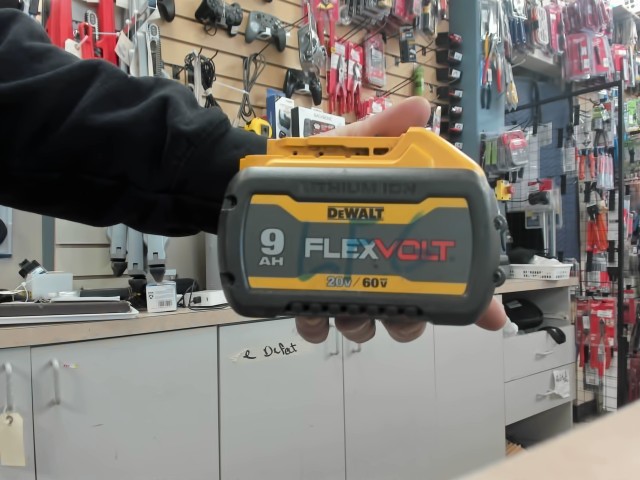 LITHIUM ION
DEWALT
9
AH
FLEXVOLT
20V/60V